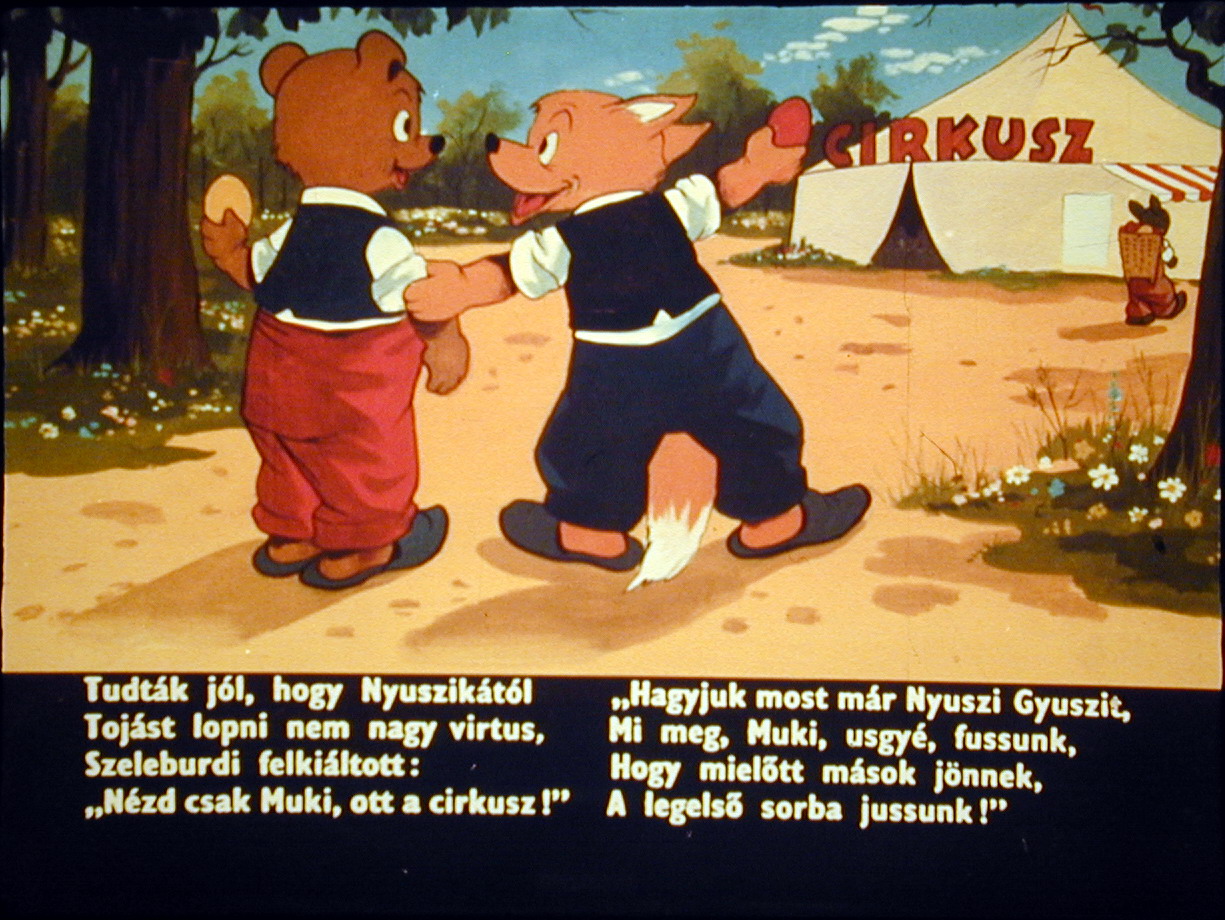 CIRKUSZ
Tudták jól, hogy Nyuszikától
Tojást lopni nem nagy virtus,
Szeleburdi felkiáltott:
„Nézd csak Muki, ott a cirkusz!”
„Hagyjuk most már Nyuszi Gyuszit,
Mi meg, Muki, usgyé, fussunk,
Hogy mielőtt mások jönnek,
A legelső sorba jussunk!”